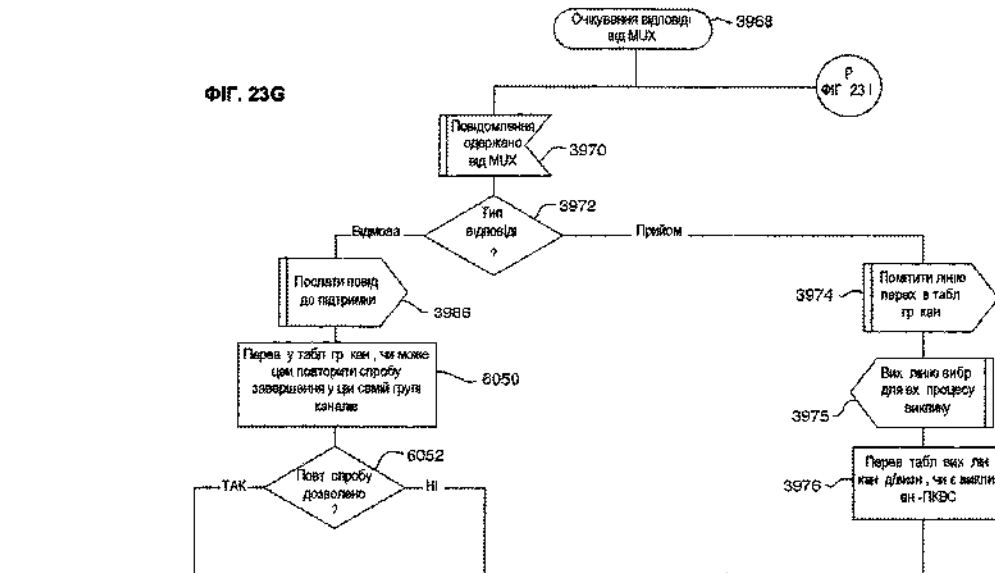 Очікування відповіді
від MUX
3968
ФІГ. 23G
P
ФІГ 23 I
Повідомлення
одержано
від MUX
3970
Тип
відповіді
?
3972
Відмова
Прийом
Послати повід
до підтримки
3986
Помітити лінію
перех в табл
гр кан
3974
Перев у табл гр кан, чи може
цей повторити спробу
завершення у цій самій групі
каналів
6050
Вих лінію вибр
для вх процесу
виклику
3975
Повт спробу
дозволено
?
6052
ТАК
НІ
Перев табл вих лін
кан д/визн, чи є викли
вн -ПКВС
3976